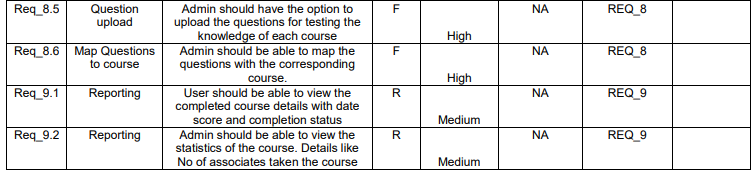 Req_8.5 Question Admin should have the option to F NA REQ_8
upload upload the questions for testing the
knowledge of each course High
Req_8.6 Map Questions Admin should be able to map the F NA REQ_8
to course questions with the corresponding
course. High
Req_9.1 Reporting User should be able to view the R NA REQ_9
completed course details with date
score and completion status Medium
Req_9.2 Reporting Admin should be able to view the R NA REQ_9
statistics of the course. Details like
No of associates taken the course Medium